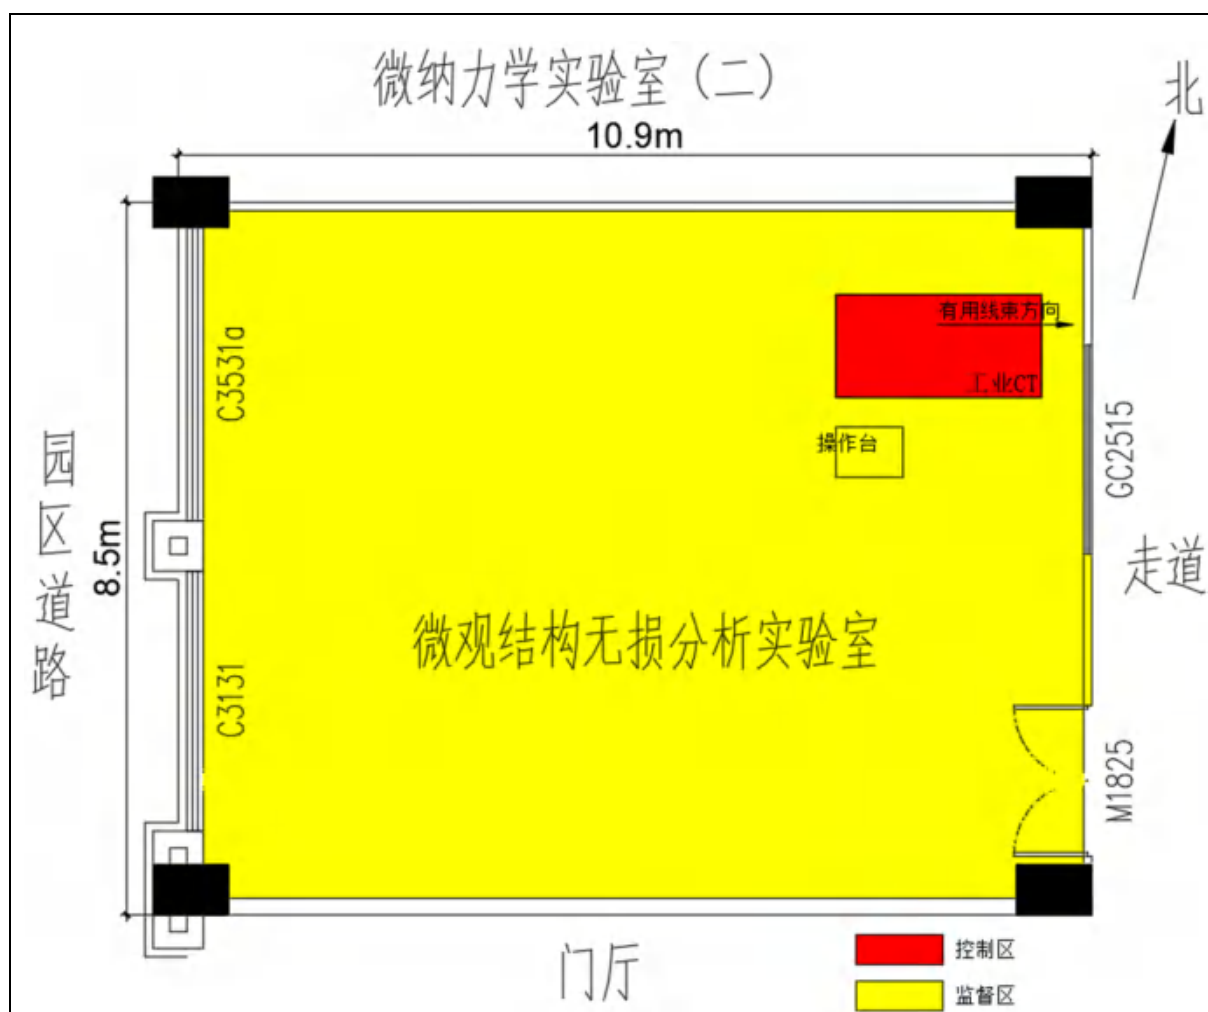 微纳力学实验室（二）
北
10.9m
有用线束方向
工业CT
C3531a
操作台
GC2515
园区道路
8.5m
走道
微观结构无损分析实验室
C3131
M1825
门厅
控制区
监督区